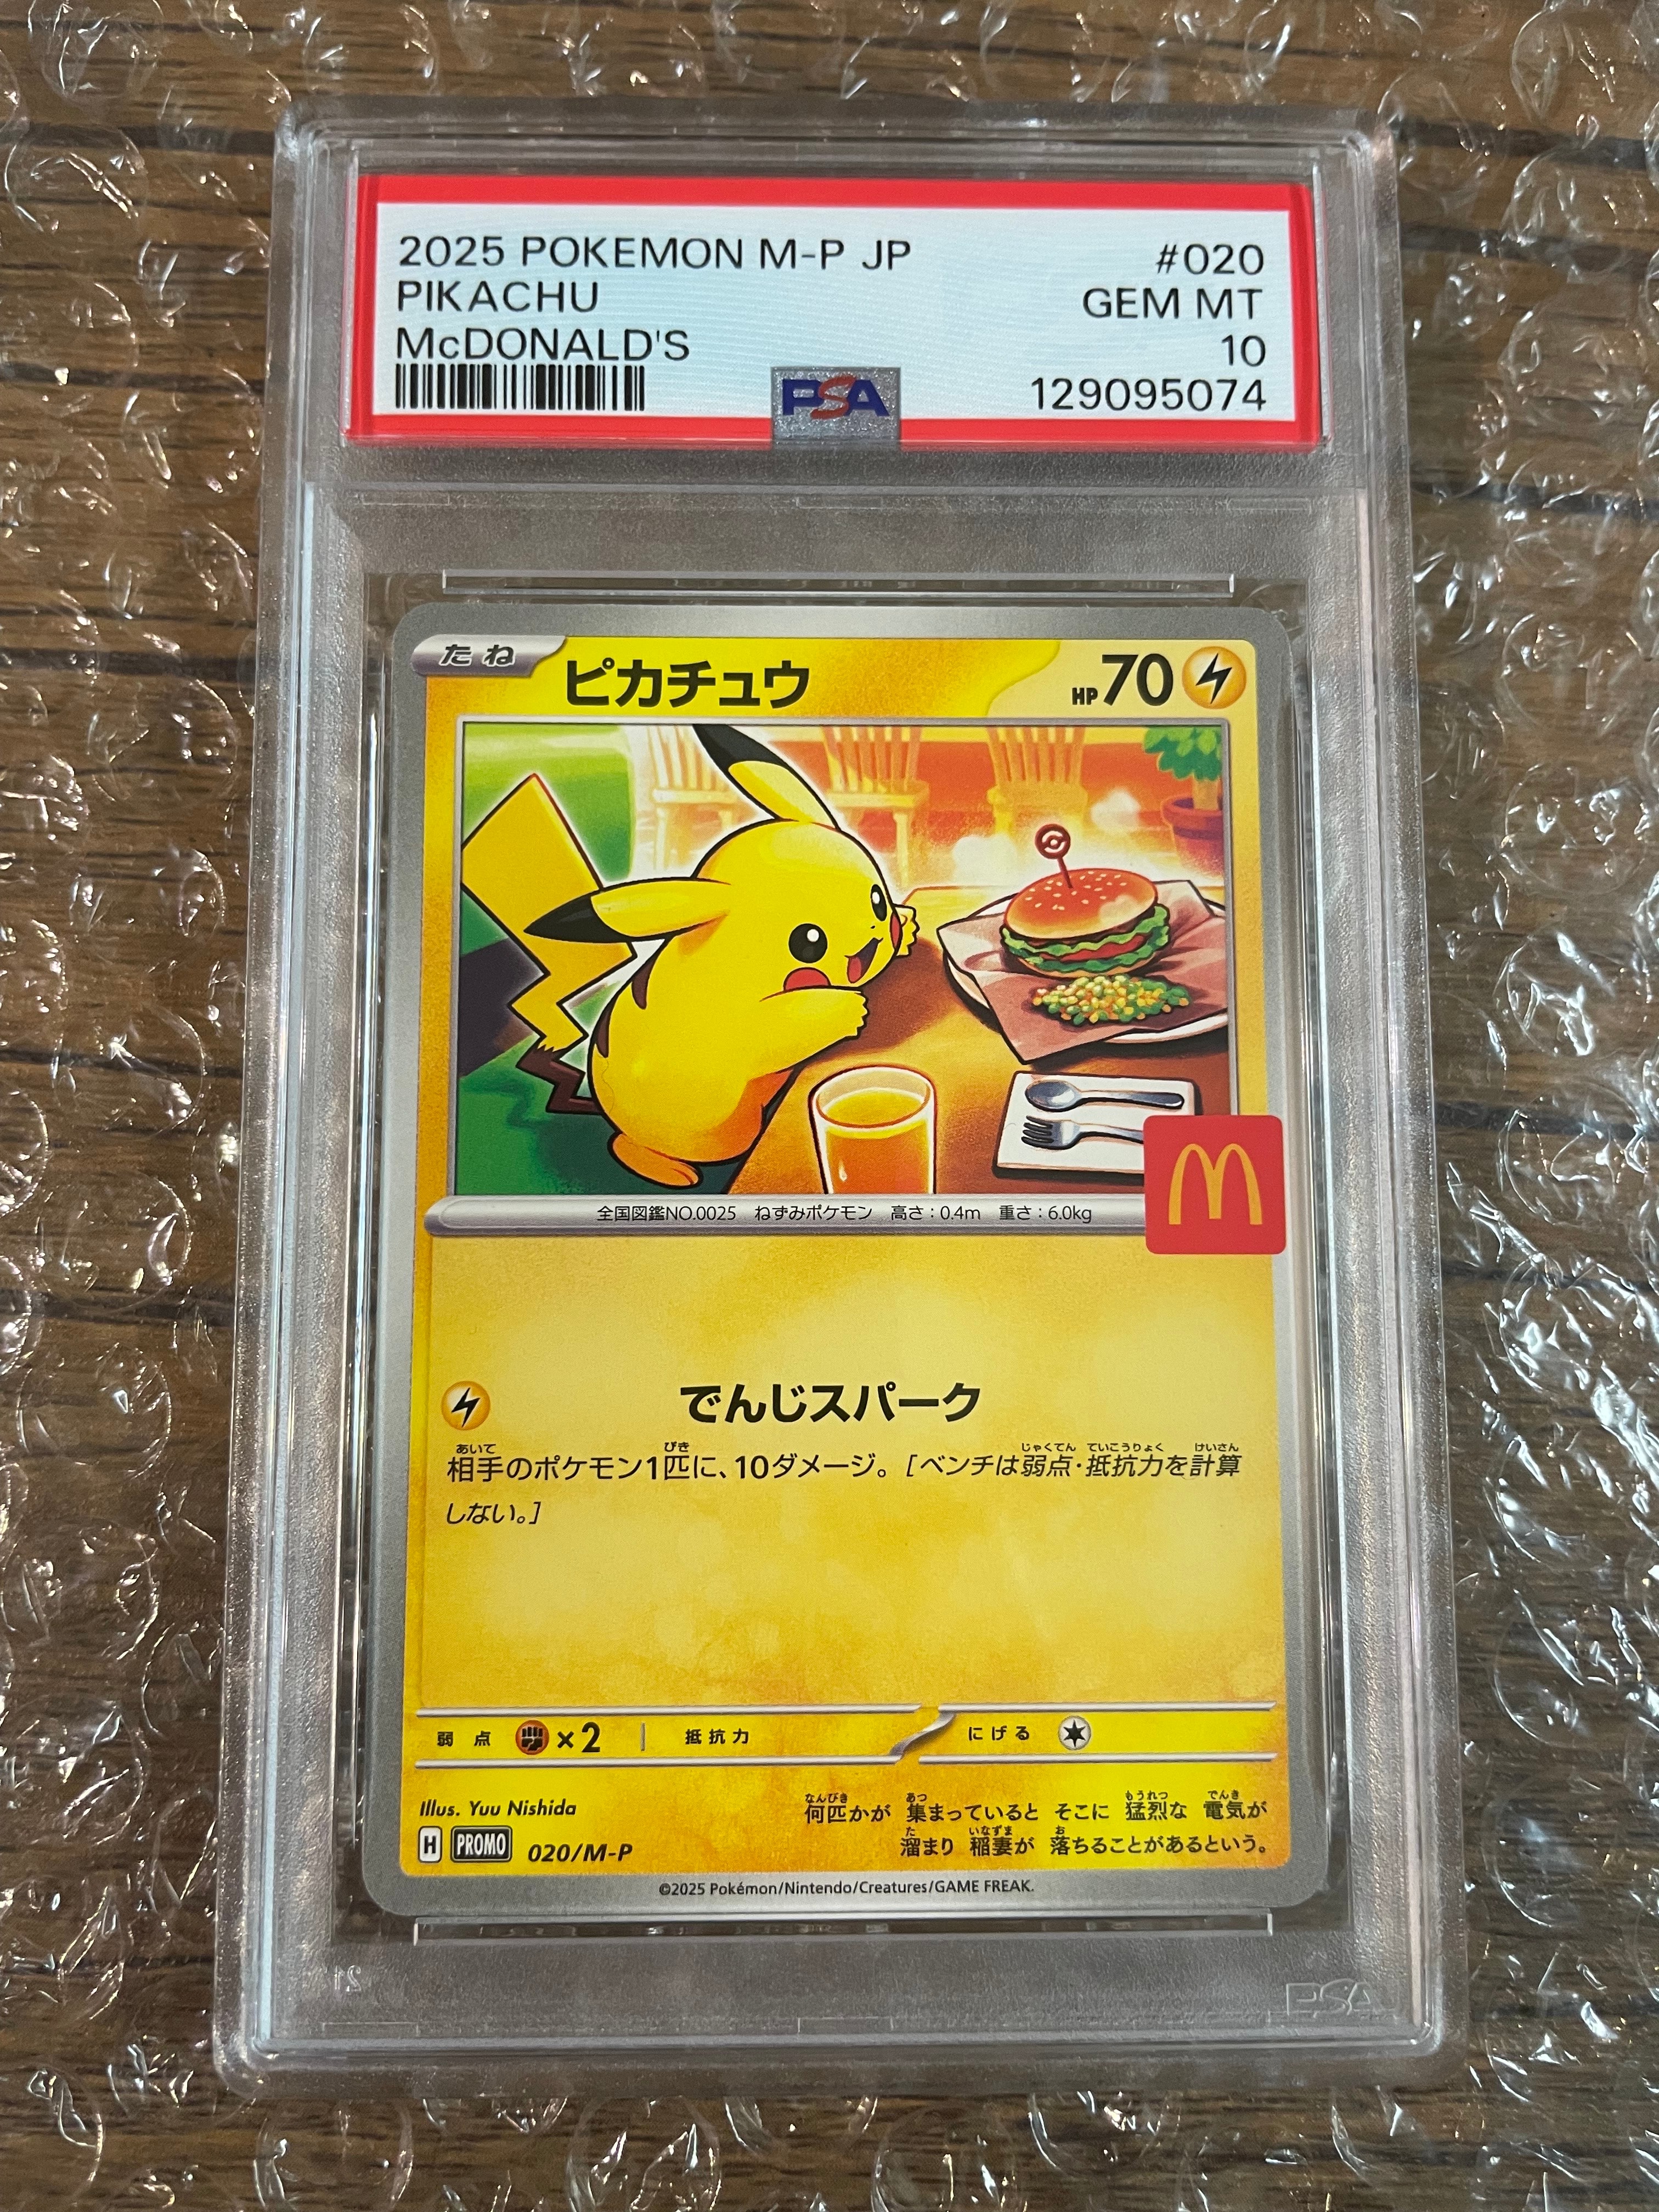 2025 POKEMON M-P JP #020
PIKACHU GEM MT
McDONALD'S 10
PSA 129095074
たね ピカチュウ HP70
全国図鑑NO.0025 ねずみポケモン 高さ:0.4m 重さ:6.0kg
M
でんじスパーク
相手のポケモン1匹に、10ダメージ。[ベンチは弱点・抵抗力を計算
しない。]
弱点 ×2 抵抗力 にげる
Illus. Yuu Nishida
何匹かが 集まっていると そこに 猛烈な 電気が
溜まり 稲妻が 落ちることがあるという。
H PROMO 020/M-P
©2025 Pokémon/Nintendo/Creatures/GAME FREAK.
PSA